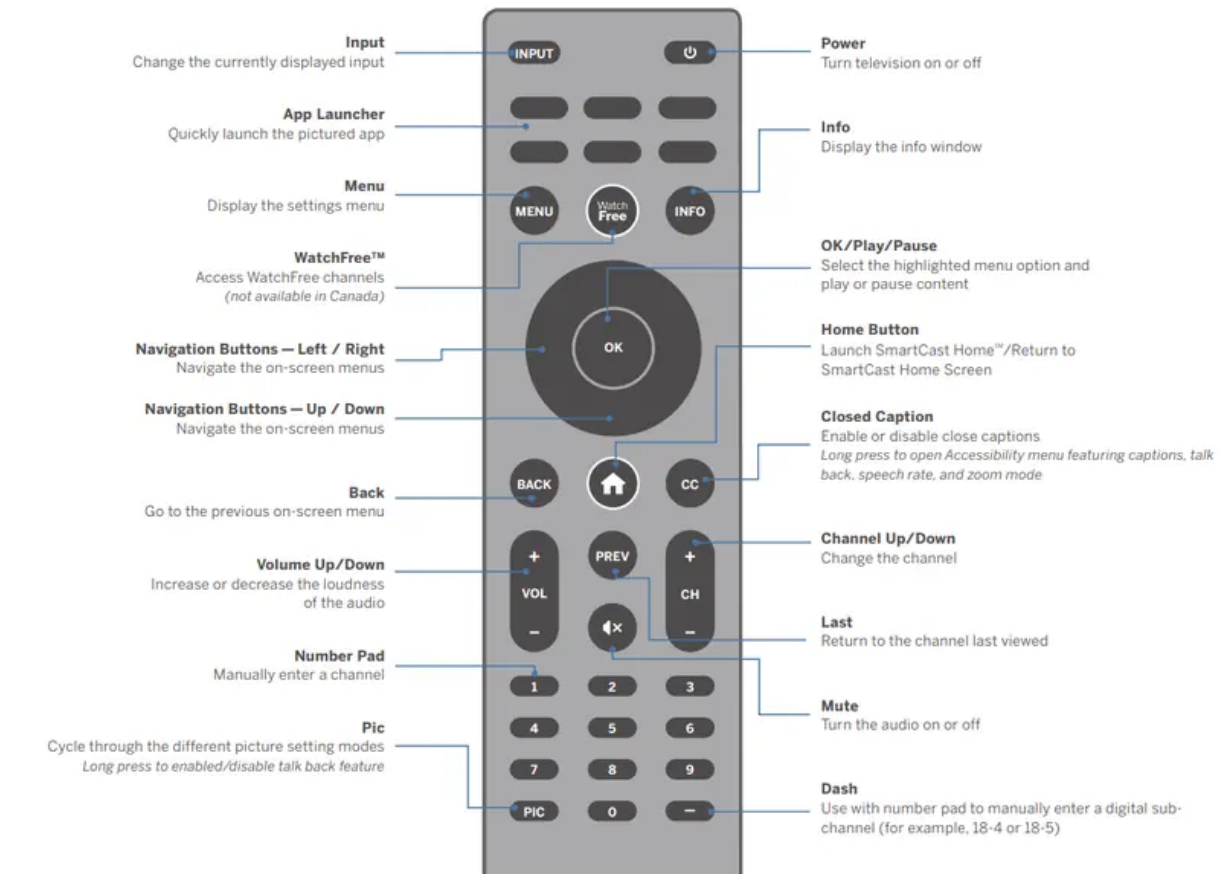 Input
Change the currently displayed input
App Launcher
Quickly launch the pictured app
Menu
Display the settings menu
WatchFree™
Access WatchFree channels
(not available in Canada)
Navigation Buttons — Left / Right
Navigate the on-screen menus
Navigation Buttons — Up / Down
Navigate the on-screen menus
Back
Go to the previous on-screen menu
Volume Up/Down
Increase or decrease the loudness
of the audio
Number Pad
Manually enter a channel
Pic
Cycle through the different picture setting modes
Long press to enabled/disable talk back feature
INPUT
MENU
Watch
Free
INFO
OK
BACK
CC
+
PREV
+
VOL
CH
–
–
1 2 3
4 5 6
7 8 9
PIC 0 –
Power
Turn television on or off
Info
Display the info window
OK/Play/Pause
Select the highlighted menu option and
play or pause content
Home Button
Launch SmartCast Home℠/Return to
SmartCast Home Screen
Closed Caption
Enable or disable close captions
Long press to open Accessibility menu featuring captions, talk
back, speech rate, and zoom mode
Channel Up/Down
Change the channel
Last
Return to the channel last viewed
Mute
Turn the audio on or off
Dash
Use with number pad to manually enter a digital sub-
channel (for example, 18-4 or 18-5)